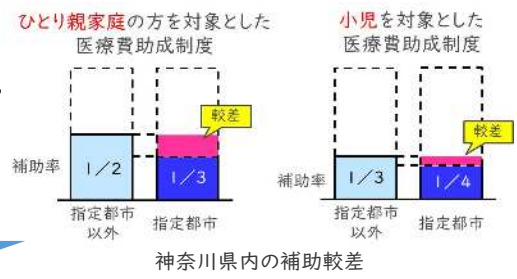 ひとり親家庭の方を対象とした
医療費助成制度
較差
補助率
1/2
1/3
指定都市
以外
指定都市
小児を対象とした
医療費助成制度
較差
補助率
1/3
1/4
指定都市
以外
指定都市
神奈川県内の補助較差